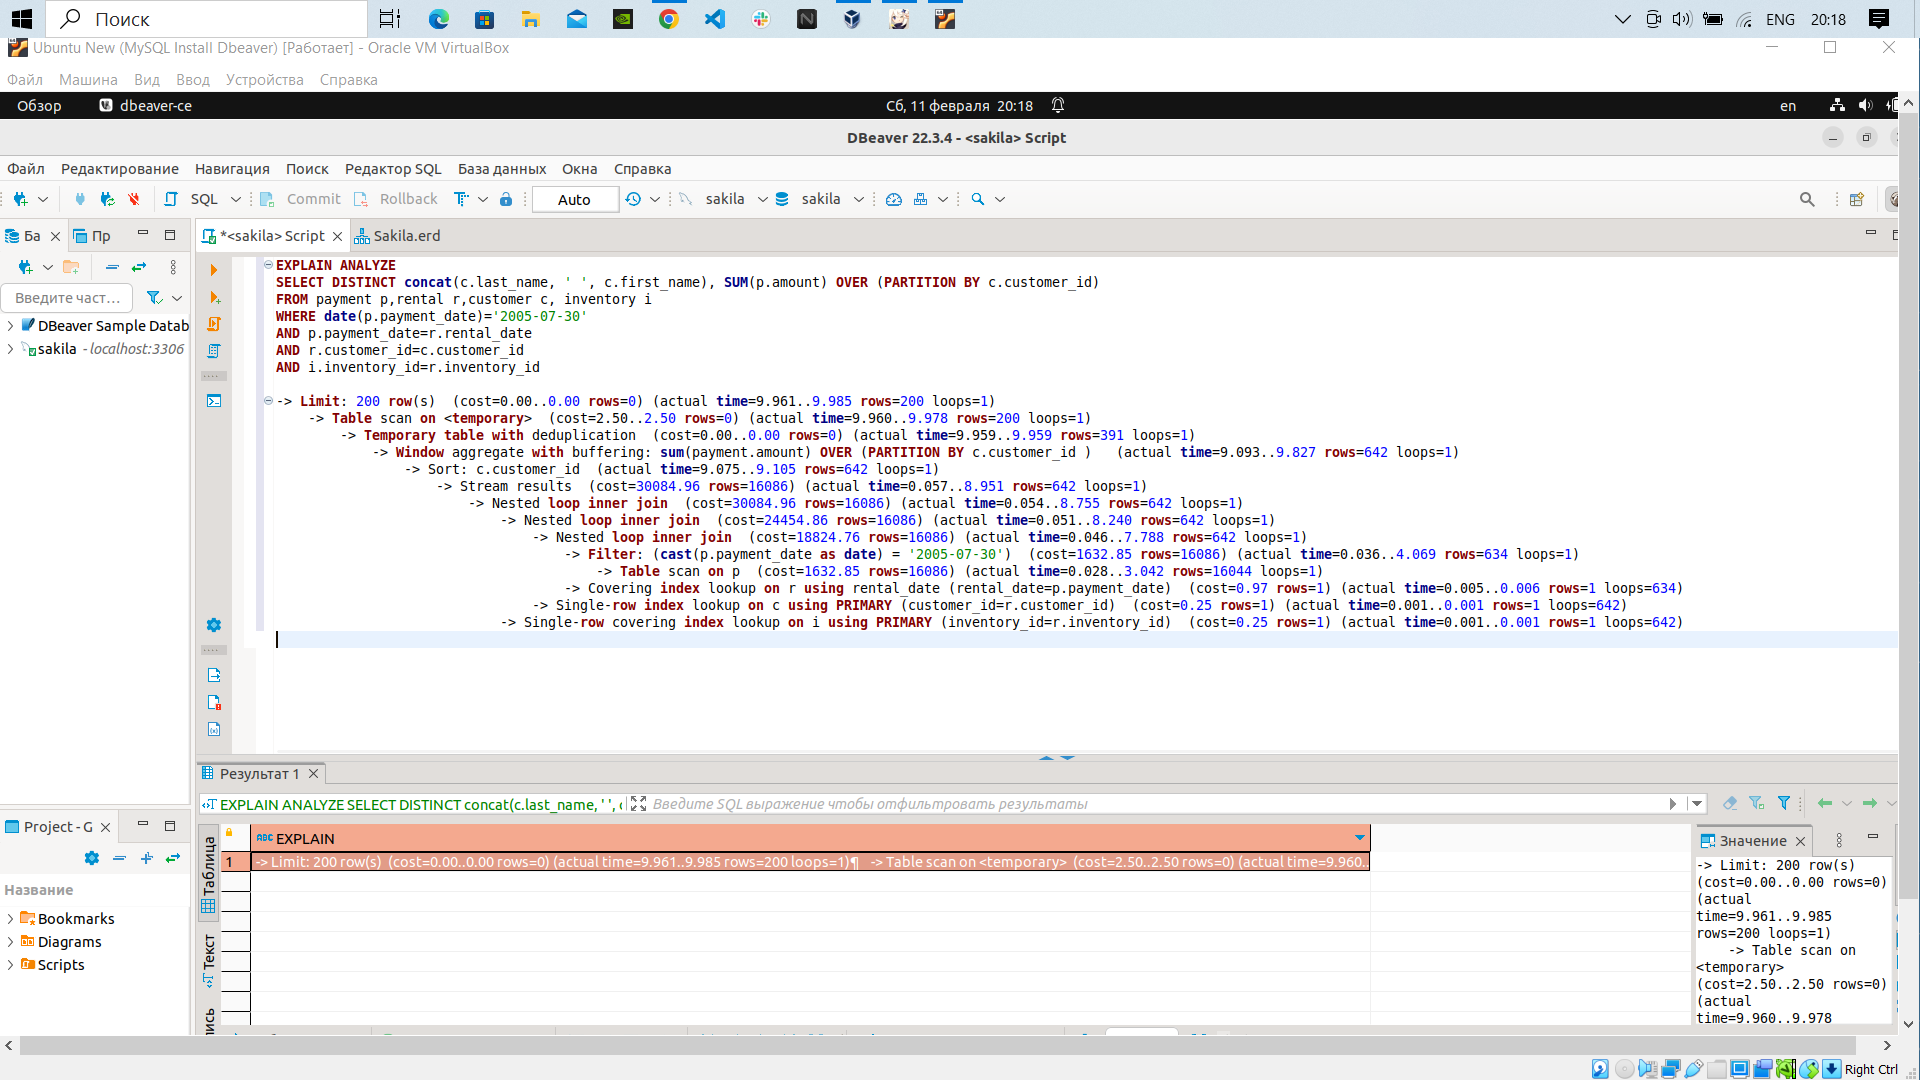 Поиск
ENG 20:18
Ubuntu New (MySQL Install Dbeaver) [Работает] - Oracle VM VirtualBox
Файл Машина Вид Ввод Устройства Справка
Обзор dbeaver-ce Сб, 11 февраля 20:18 en
DBeaver 22.3.4 - <sakila> Script
Файл Редактирование Навигация Поиск Редактор SQL База данных Окна Справка
SQL Commit Rollback Auto sakila sakila
Ба Пр *<sakila> Script Sakila.erd
Введите част...
DBeaver Sample Datab
sakila - localhost:3306
EXPLAIN ANALYZE
SELECT DISTINCT concat(c.last_name, ' ', c.first_name), SUM(p.amount) OVER (PARTITION BY c.customer_id)
FROM payment p,rental r,customer c, inventory i
WHERE date(p.payment_date)='2005-07-30'
AND p.payment_date=r.rental_date
AND r.customer_id=c.customer_id
AND i.inventory_id=r.inventory_id
-> Limit: 200 row(s)  (cost=0.00..0.00 rows=0) (actual time=9.961..9.985 rows=200 loops=1)
-> Table scan on <temporary>  (cost=2.50..2.50 rows=0) (actual time=9.960..9.978 rows=200 loops=1)
-> Temporary table with deduplication  (cost=0.00..0.00 rows=0) (actual time=9.959..9.959 rows=391 loops=1)
-> Window aggregate with buffering: sum(payment.amount) OVER (PARTITION BY c.customer_id )   (actual time=9.093..9.827 rows=642 loops=1)
-> Sort: c.customer_id  (actual time=9.075..9.105 rows=642 loops=1)
-> Stream results  (cost=30084.96 rows=16086) (actual time=0.057..8.951 rows=642 loops=1)
-> Nested loop inner join  (cost=30084.96 rows=16086) (actual time=0.054..8.755 rows=642 loops=1)
-> Nested loop inner join  (cost=24454.86 rows=16086) (actual time=0.051..8.240 rows=642 loops=1)
-> Nested loop inner join  (cost=18824.76 rows=16086) (actual time=0.046..7.788 rows=642 loops=1)
-> Filter: (cast(p.payment_date as date) = '2005-07-30')  (cost=1632.85 rows=16086) (actual time=0.036..4.069 rows=634 loops=1)
-> Table scan on p  (cost=1632.85 rows=16086) (actual time=0.028..3.042 rows=16044 loops=1)
-> Covering index lookup on r using rental_date (rental_date=p.payment_date)  (cost=0.97 rows=1) (actual time=0.005..0.006 rows=1 loops=634)
-> Single-row index lookup on c using PRIMARY (customer_id=r.customer_id)  (cost=0.25 rows=1) (actual time=0.001..0.001 rows=1 loops=642)
-> Single-row covering index lookup on i using PRIMARY (inventory_id=r.inventory_id)  (cost=0.25 rows=1) (actual time=0.001..0.001 rows=1 loops=642)
Результат 1
EXPLAIN ANALYZE SELECT DISTINCT concat(c.last_name, ' ', c Введите SQL выражение чтобы отфильтровать результаты
Project - G
Название
Bookmarks
Diagrams
Scripts
Таблица
Текст
ABC EXPLAIN
1 -> Limit: 200 row(s)  (cost=0.00..0.00 rows=0) (actual time=9.961..9.985 rows=200 loops=1)¶   -> Table scan on <temporary>  (cost=2.50..2.50 rows=0) (actual time=9.960..
Значение
-> Limit: 200 row(s)
(cost=0.00..0.00 rows=0)
(actual
time=9.961..9.985
rows=200 loops=1)
-> Table scan on
<temporary>
(cost=2.50..2.50 rows=0)
(actual
time=9.960..9.978
Right Ctrl